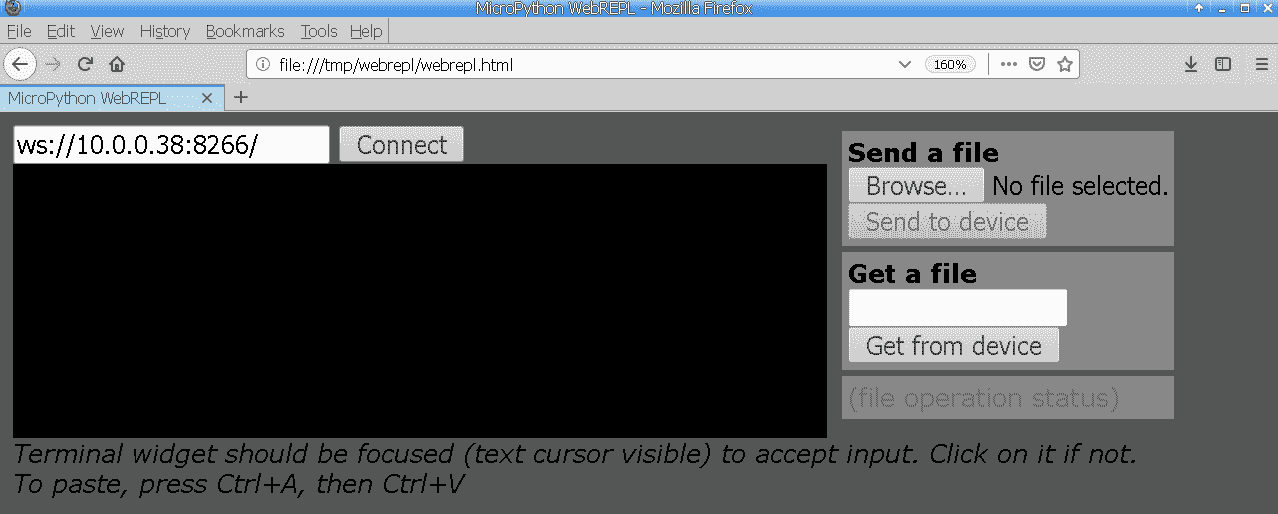 MicroPython WebREPL - Mozilla Firefox
File Edit View History Bookmarks Tools Help
file:///tmp/webrepl/webrepl.html 160%
MicroPython WebREPL
ws://10.0.0.38:8266/ Connect
Send a file
Browse... No file selected.
Send to device
Get a file
Get from device
(file operation status)
Terminal widget should be focused (text cursor visible) to accept input. Click on it if not.
To paste, press Ctrl+A, then Ctrl+V